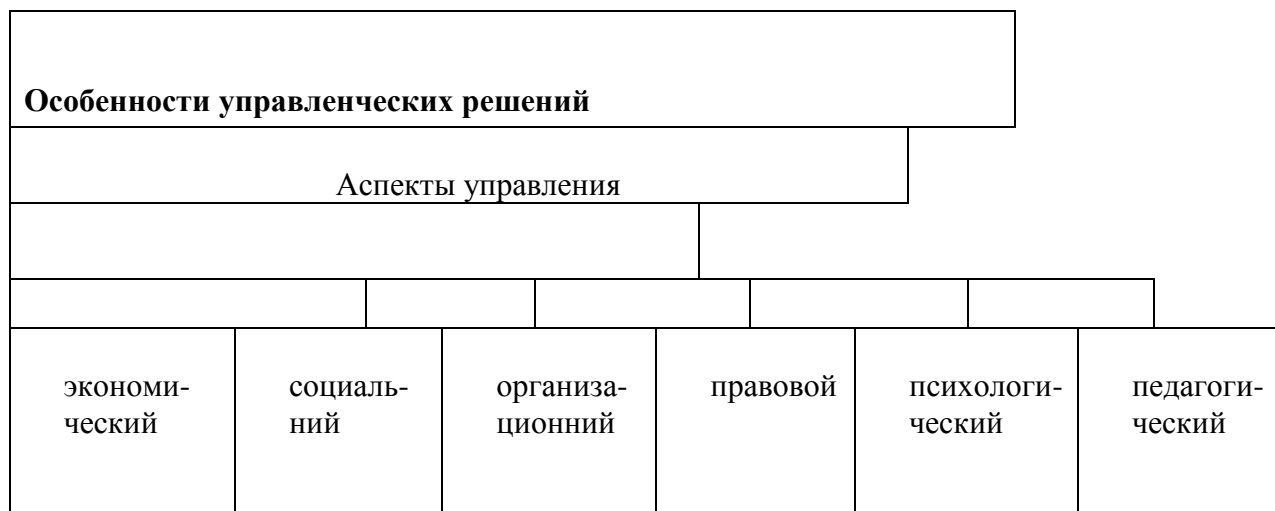 Особенности управленческих решений
Аспекты управления
экономи-
ческий
социаль-
ний
организа-
ционний
правовой
психологи-
ческий
педагоги-
ческий